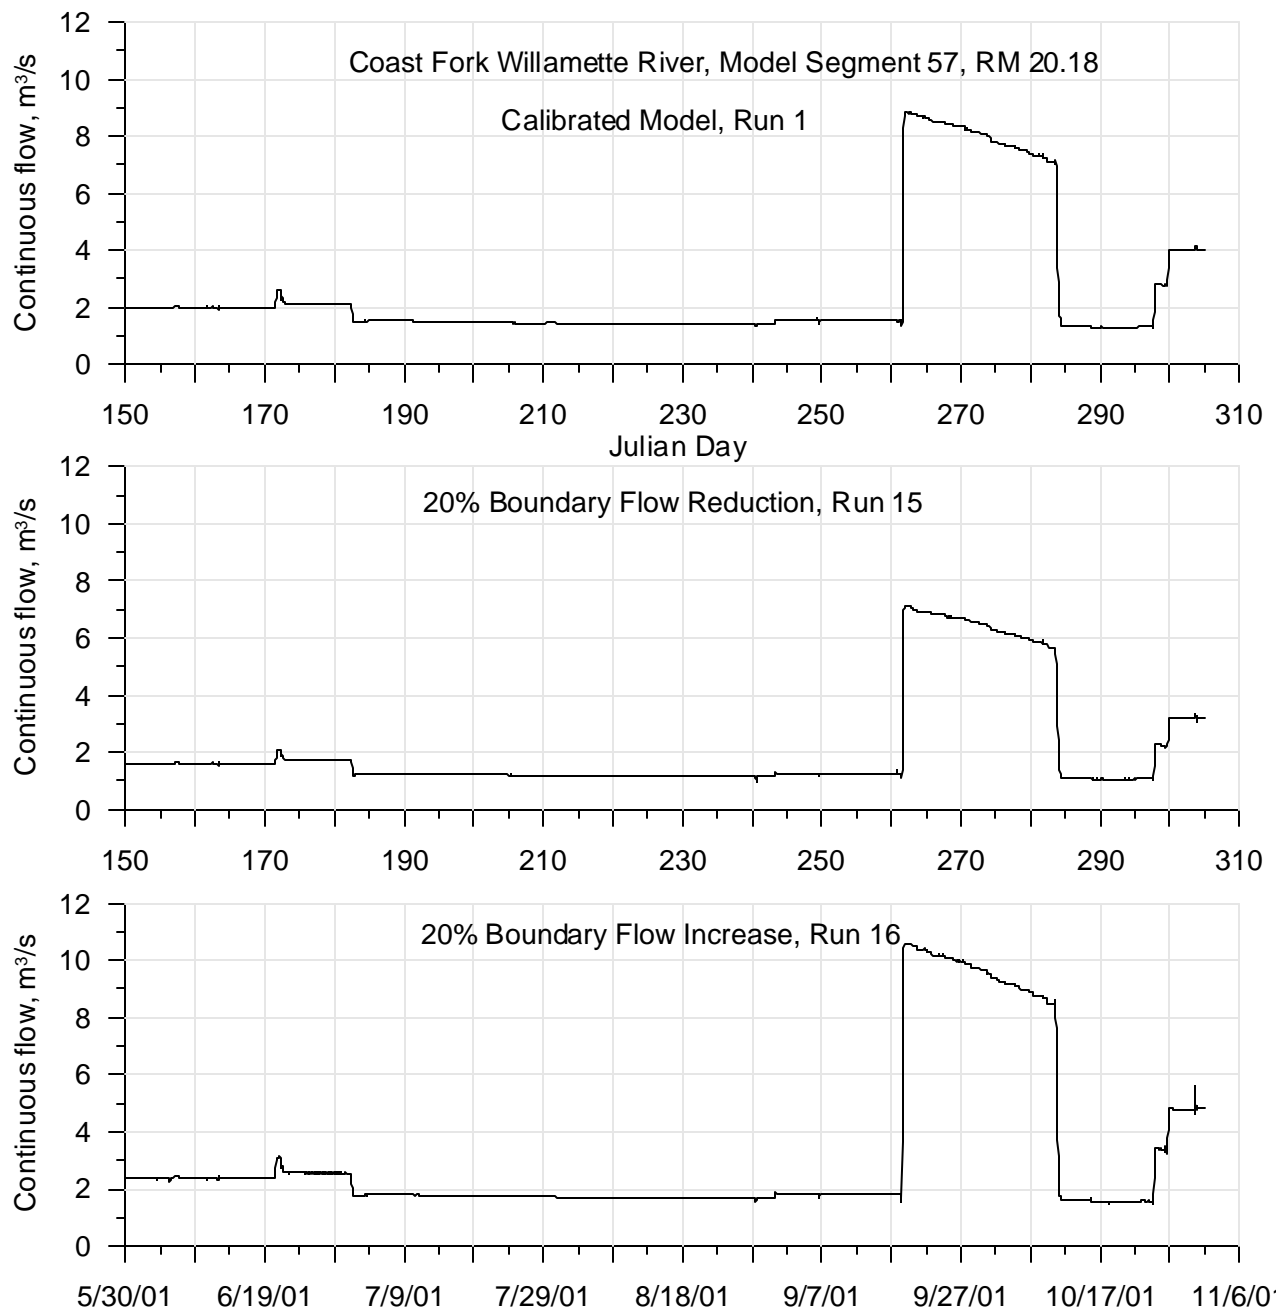 12
10
8
6
4
2
0
Continuous flow, m³/s
Coast Fork Willamette River, Model Segment 57, RM 20.18
Calibrated Model, Run 1
150 170 190 210 230 250 270 290 310
Julian Day
12
10
8
6
4
2
0
Continuous flow, m³/s
20% Boundary Flow Reduction, Run 15
150 170 190 210 230 250 270 290 310
12
10
8
6
4
2
0
Continuous flow, m³/s
20% Boundary Flow Increase, Run 16
5/30/01 6/19/01 7/9/01 7/29/01 8/18/01 9/7/01 9/27/01 10/17/01 11/6/01